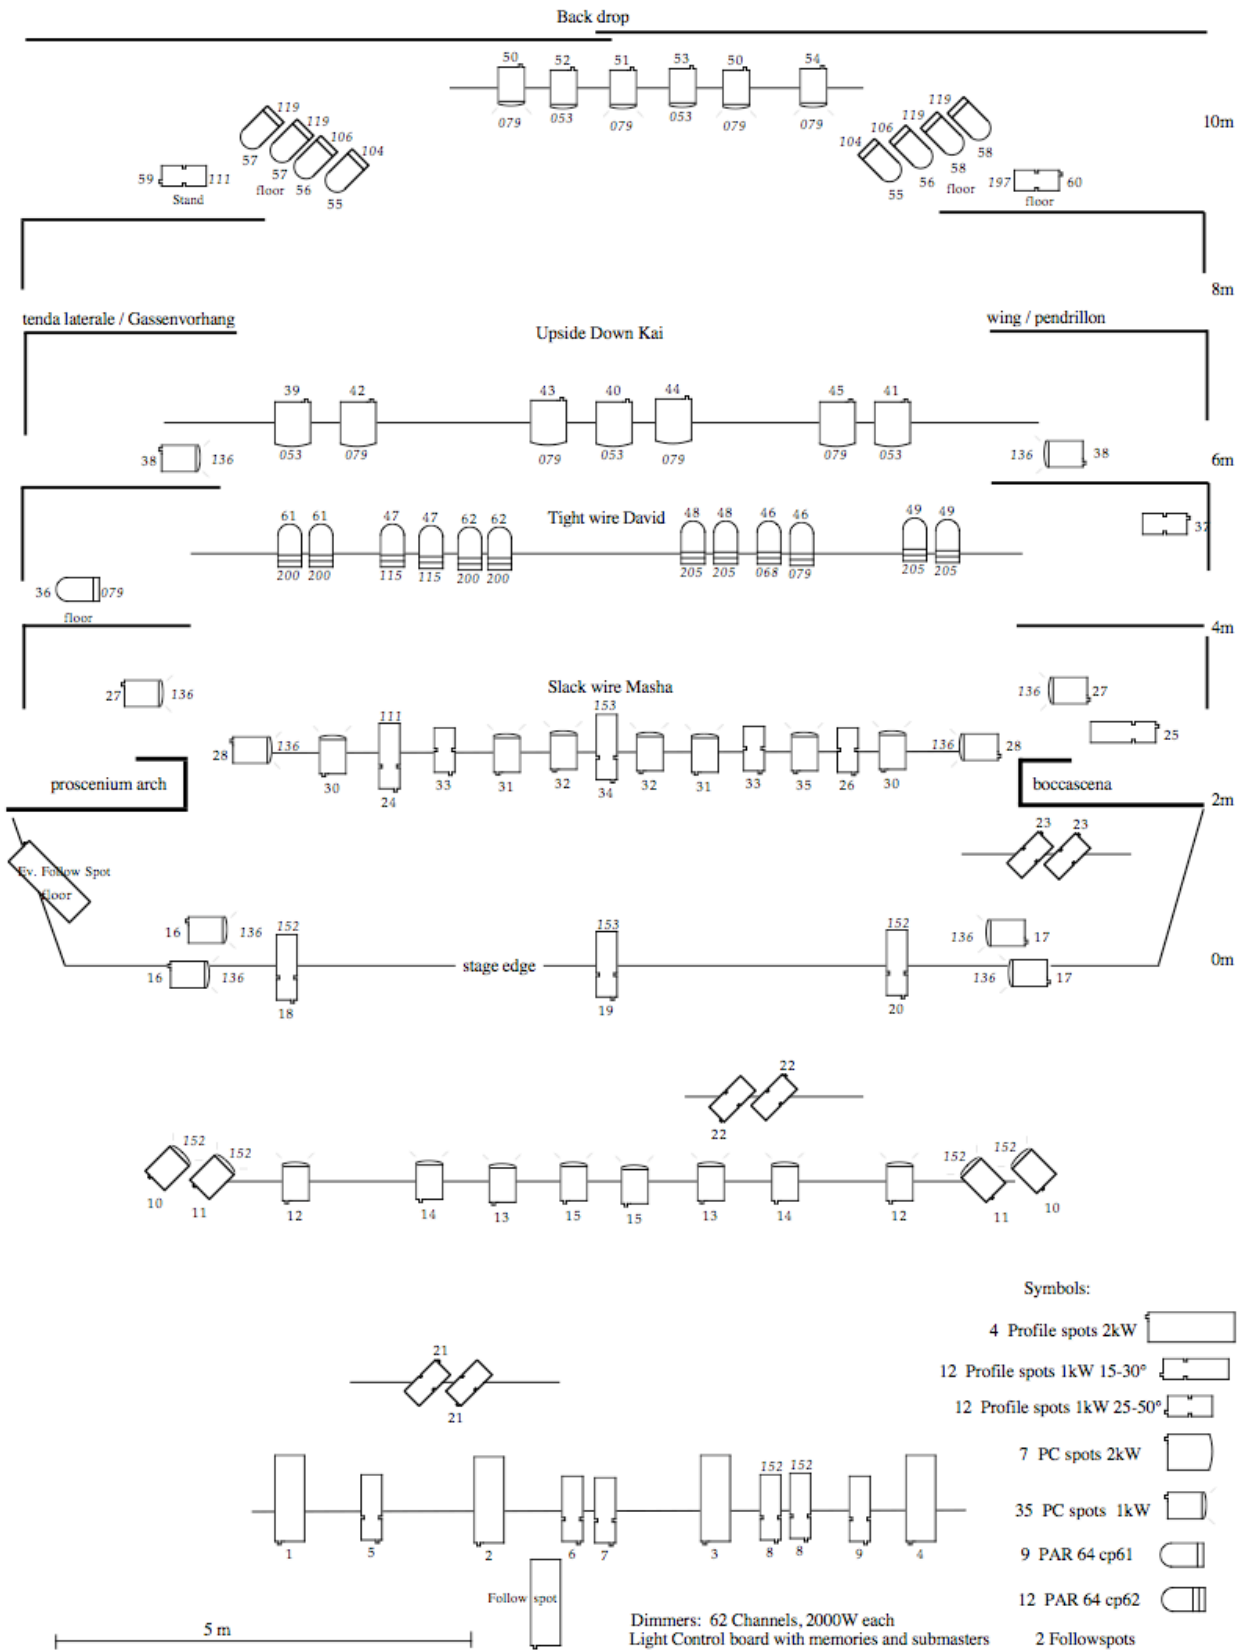 Back drop
50 52 51 53 50 54
079 053 079 053 079 079
10m
119 119 106 104
57 57 56 55
floor
59 111
Stand
104 106 119 119
55 56 58 58
floor
197 60
floor
8m
tenda laterale / Gassenvorhang
wing / pendrillon
Upside Down Kai
39 42 43 40 44 45 41
053 079 079 053 079 079 053
38 136
136 38
6m
61 61 47 47 62 62
Tight wire David
48 48 46 46 49 49
200 200 115 115 200 200 205 205 068 079 205 205
37
36 079
floor
4m
27 136
Slack wire Masha
136 27
111 153
28 136
136 28
25
30 24 33 31 32 34 32 31 33 35 26 30
proscenium arch
boccascena
2m
23 23
Ev. Follow Spot
floor
16 136
152 153 152
136 17
16 136
stage edge
136 17
0m
18 19 20
22
22
152 152
152 152
10 11 12 14 13 15 15 13 14 12 11 10
Symbols:
4 Profile spots 2kW
12 Profile spots 1kW 15-30°
12 Profile spots 1kW 25-50°
7 PC spots 2kW
35 PC spots 1kW
9 PAR 64 cp61
12 PAR 64 cp62
2 Followspots
21
21
152 152
1 5 2 6 7 3 8 8 9 4
Follow spot
5 m
Dimmers: 62 Channels, 2000W each
Light Control board with memories and submasters